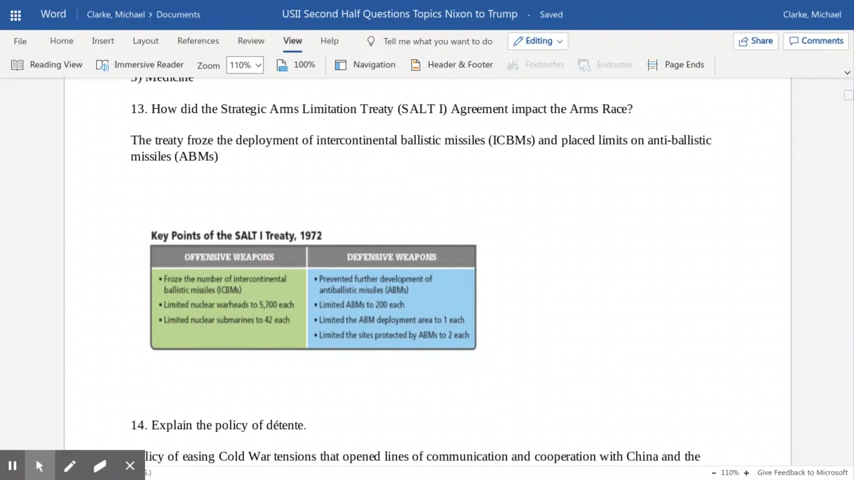 Word
Clarke, Michael > Documents
USII Second Half Questions Topics Nixon to Trump - Saved
Clarke, Michael
File Home Insert Layout References Review View Help Tell me what you want to do Editing Share Comments
Reading View Immersive Reader Zoom 110% 100% Navigation Header & Footer Footnotes Endnotes Page Ends
5) Medicine
13. How did the Strategic Arms Limitation Treaty (SALT I) Agreement impact the Arms Race?
The treaty froze the deployment of intercontinental ballistic missiles (ICBMs) and placed limits on anti-ballistic
missiles (ABMs)
Key Points of the SALT I Treaty, 1972
OFFENSIVE WEAPONS
• Froze the number of intercontinental
ballistic missiles (ICBMs)
• Limited nuclear warheads to 5,700 each
• Limited nuclear submarines to 42 each
DEFENSIVE WEAPONS
• Prevented further development of
antiballistic missiles (ABMs)
• Limited ABMs to 200 each
• Limited the ABM deployment area to 1 each
• Limited the sites protected by ABMs to 2 each
14. Explain the policy of détente.
licy of easing Cold War tensions that opened lines of communication and cooperation with China and the
.S.)
- 110% + Give Feedback to Microsoft